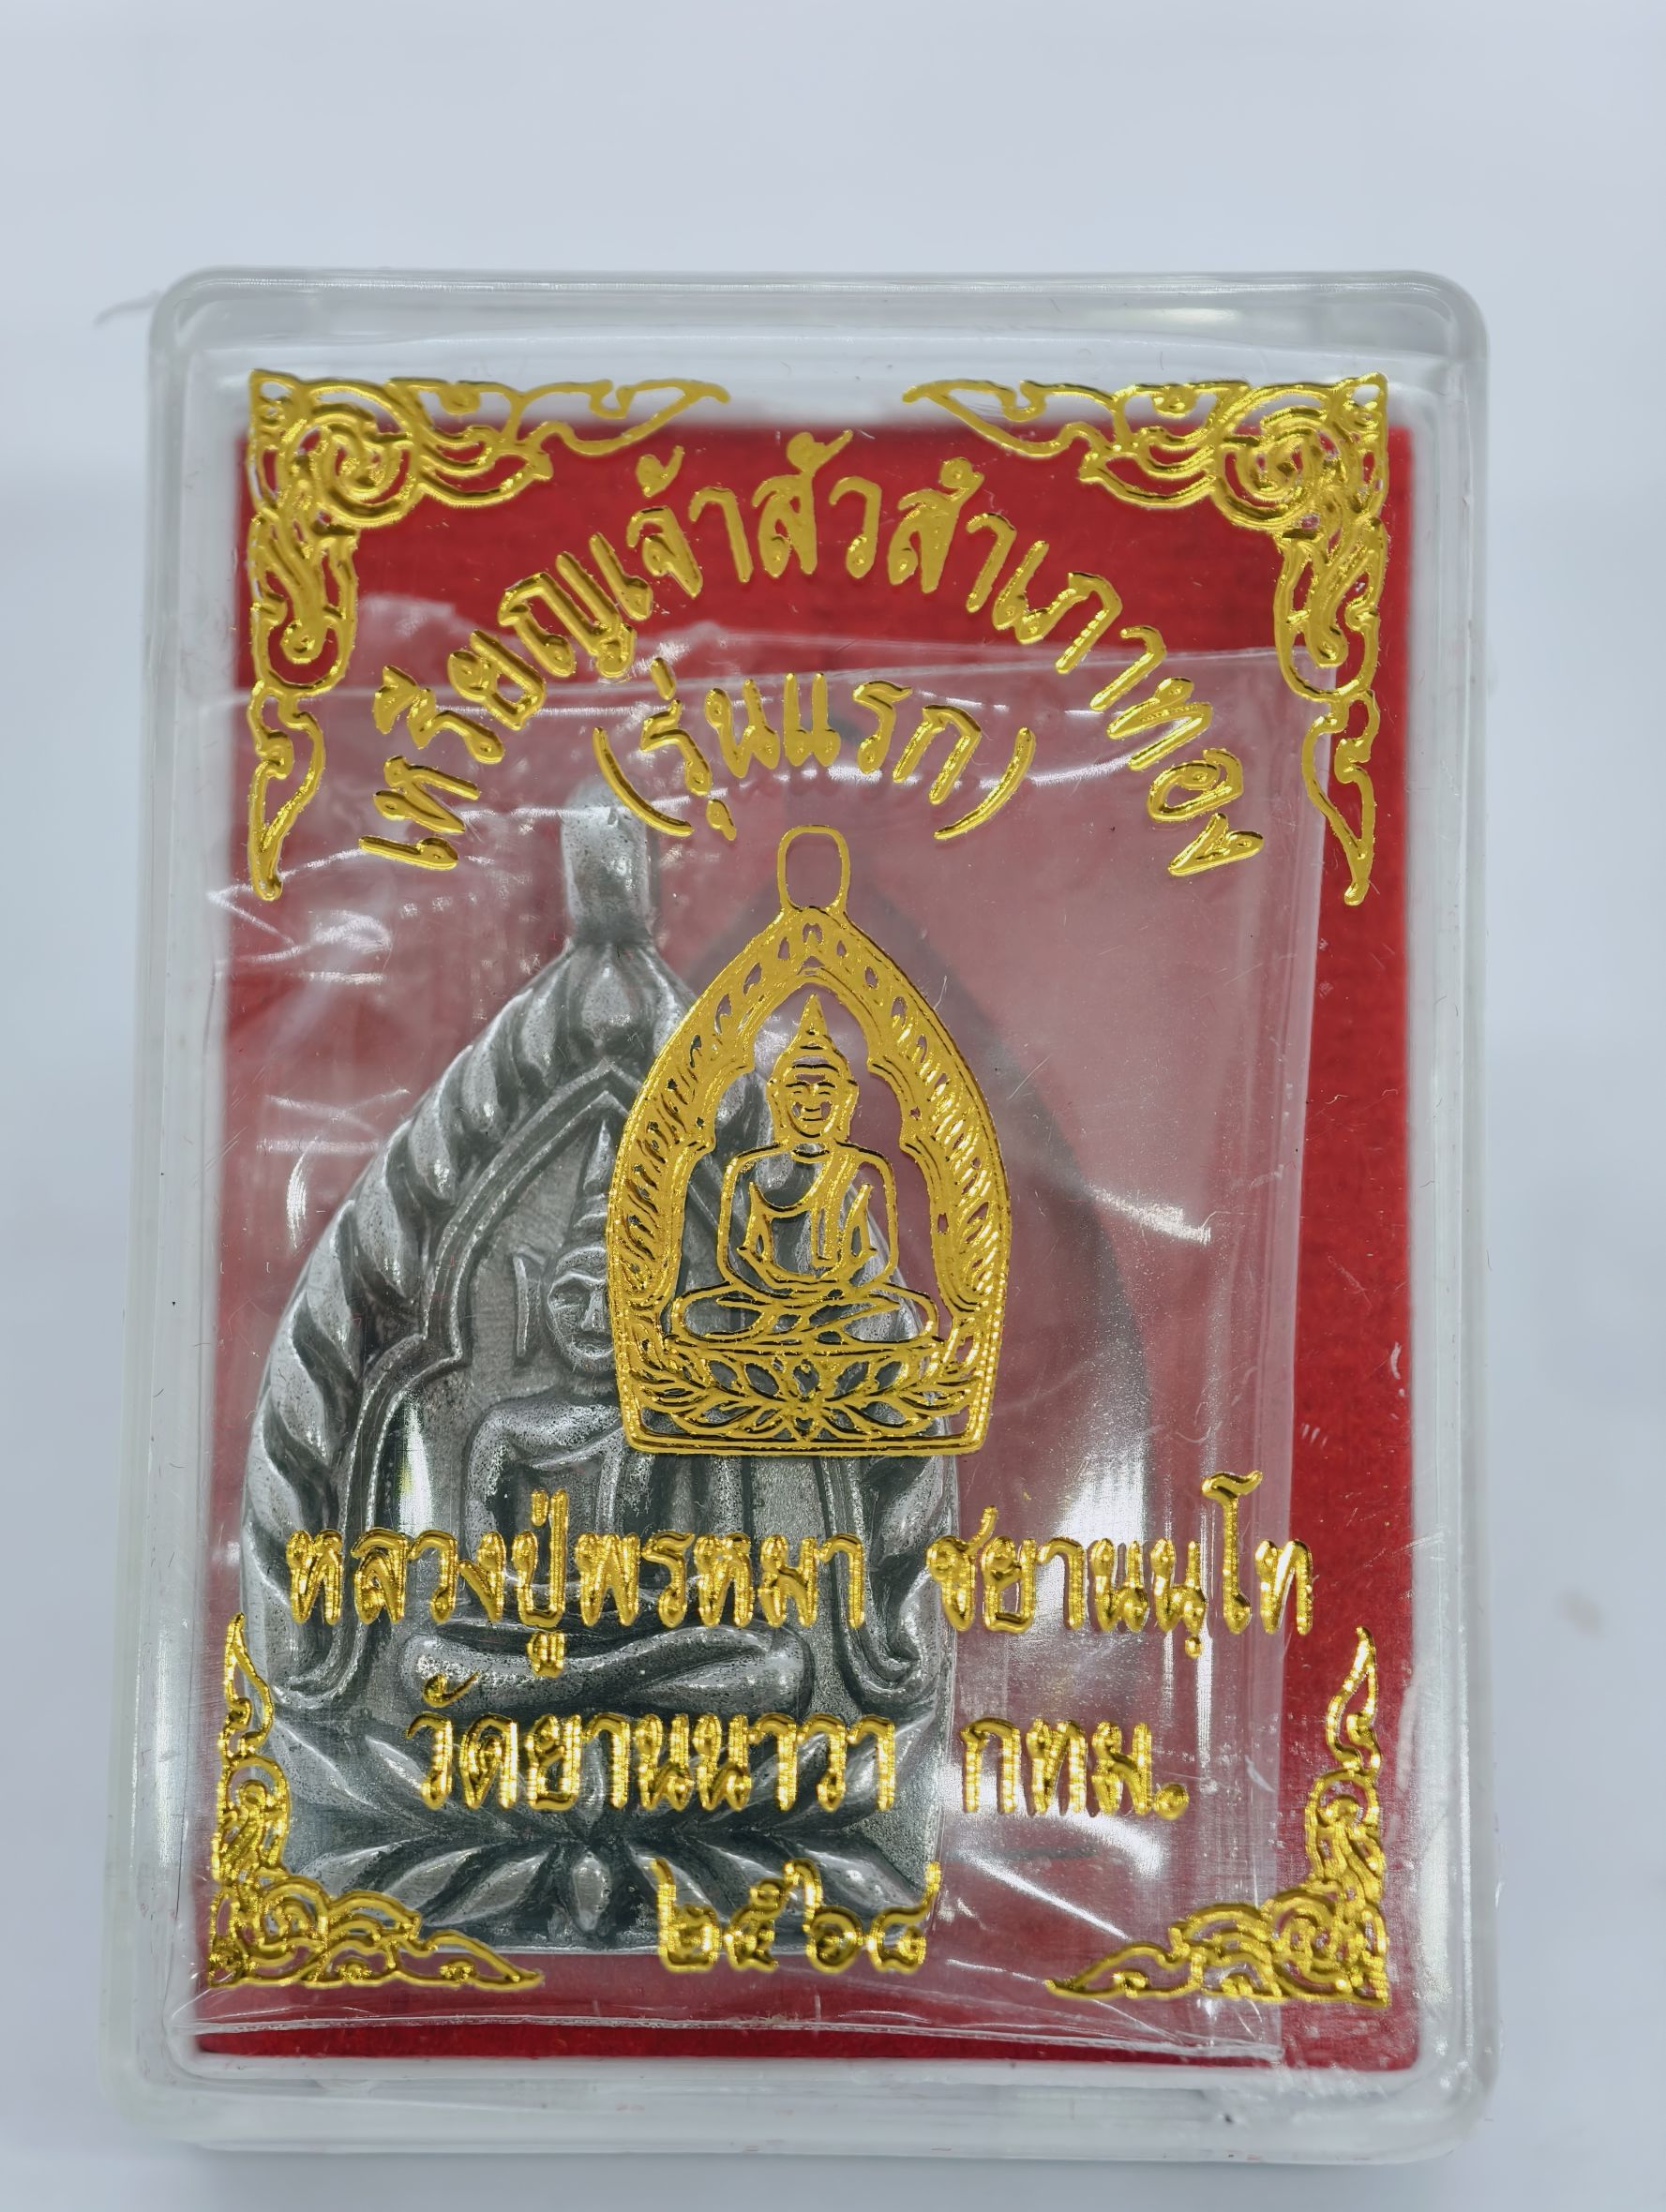 เหรียญเจ้าสัวสำเภาทอง
(รุ่นแรก)
หลวงปู่พรหมา ชยานนฺโท
วัดยานนาวา กทม.
๒๕๖๘